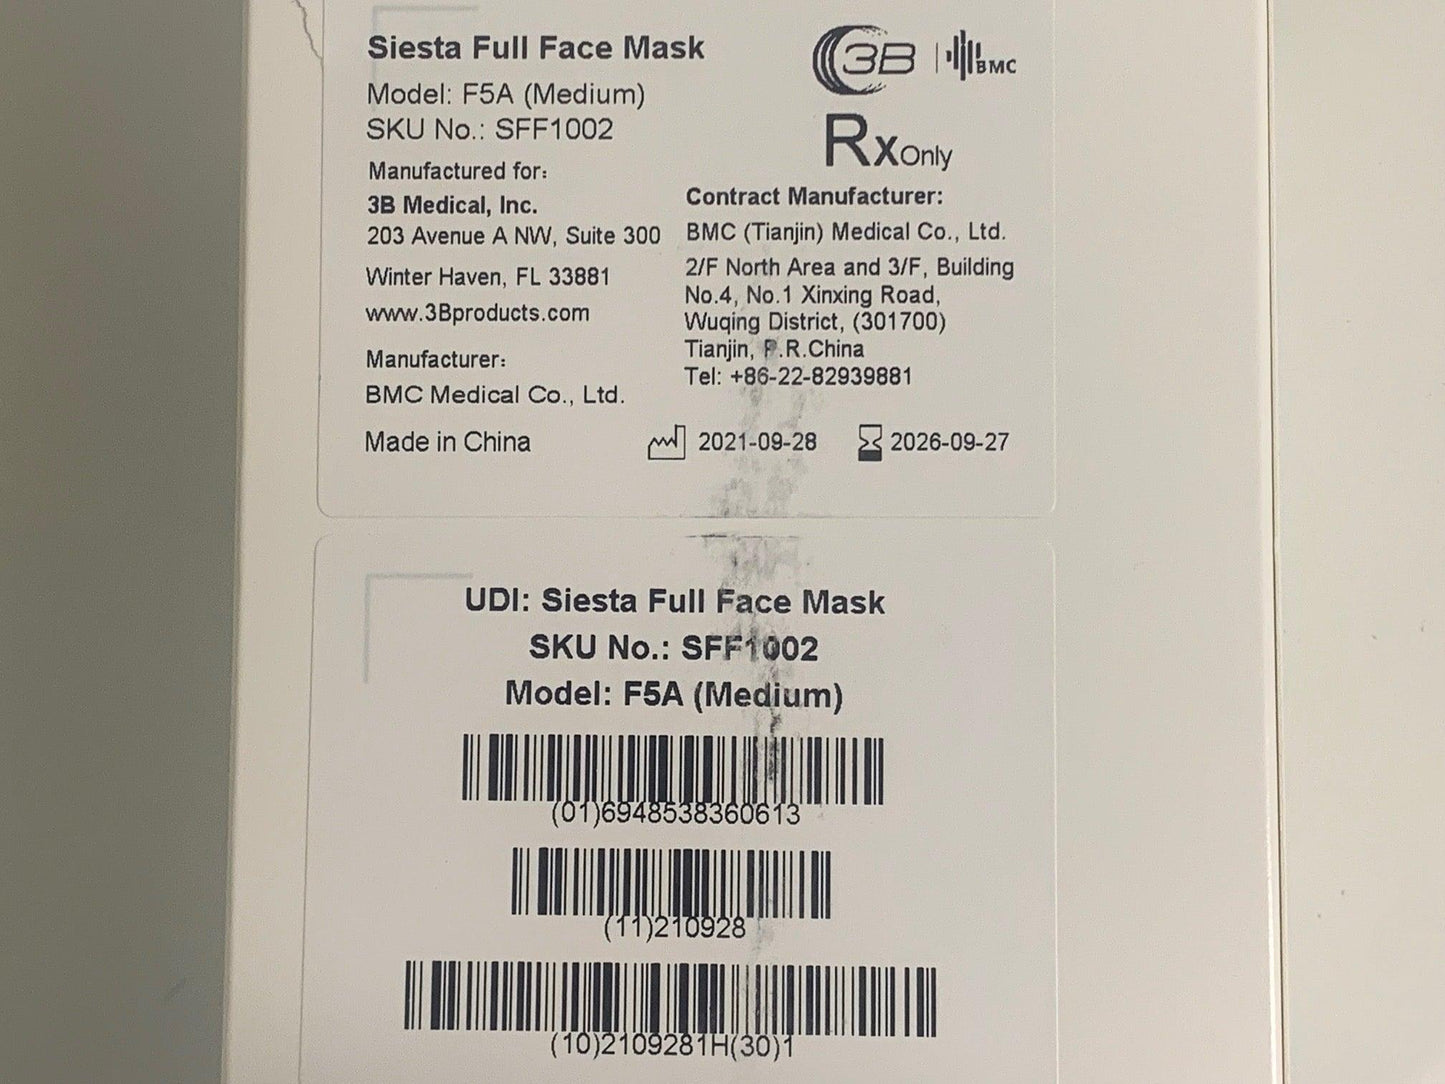 Siesta Full Face Mask
Model: F5A (Medium)
SKU No.: SFF1002
3B | BMC
Rx Only
Manufactured for:
3B Medical, Inc.
203 Avenue A NW, Suite 300
Winter Haven, FL 33881
www.3Bproducts.com
Manufacturer:
BMC Medical Co., Ltd.
Made in China
Contract Manufacturer:
BMC (Tianjin) Medical Co., Ltd.
2/F North Area and 3/F, Building
No.4, No.1 Xinxing Road,
Wuqing District, (301700)
Tianjin, P.R.China
Tel: +86-22-82939881
2021-09-28
2026-09-27
UDI: Siesta Full Face Mask
SKU No.: SFF1002
Model: F5A (Medium)
(01)6948538360613
(11)210928
(10)2109281H(30)1